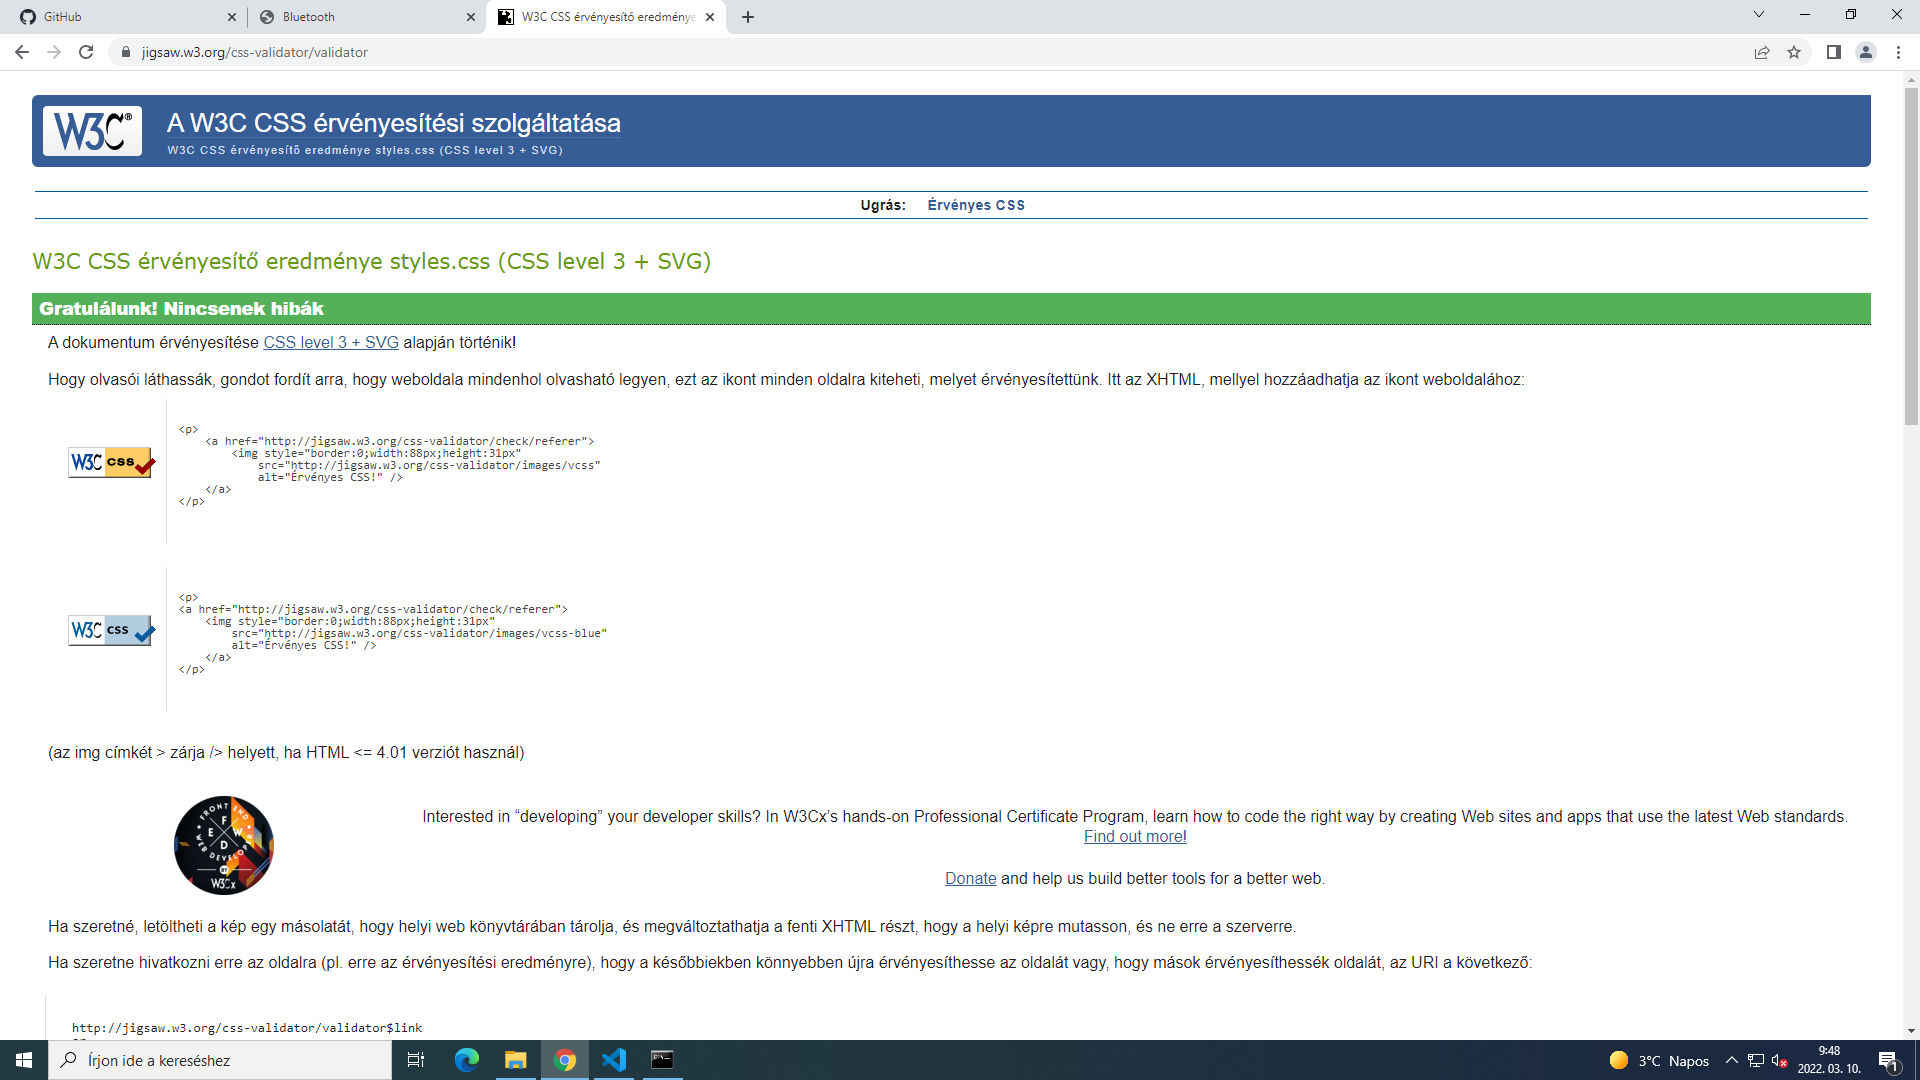 GitHub
Bluetooth
W3C CSS érvényesítő eredménye
jigsaw.w3.org/css-validator/validator
W3C®
A W3C CSS érvényesítési szolgáltatása
W3C CSS érvényesítő eredménye styles.css (CSS level 3 + SVG)
Ugrás: Érvényes CSS
W3C CSS érvényesítő eredménye styles.css (CSS level 3 + SVG)
Gratulálunk! Nincsenek hibák
A dokumentum érvényesítése CSS level 3 + SVG alapján történik!
Hogy olvasói láthassák, gondot fordít arra, hogy weboldala mindenhol olvasható legyen, ezt az ikont minden oldalra kiteheti, melyet érvényesítettünk. Itt az XHTML, mellyel hozzáadhatja az ikont weboldalához:
W3C css
<p>
<a href="http://jigsaw.w3.org/css-validator/check/referer">
<img style="border:0;width:88px;height:31px"
src="http://jigsaw.w3.org/css-validator/images/vcss"
alt="Érvényes CSS!" />
</a>
</p>
W3C css
<p>
<a href="http://jigsaw.w3.org/css-validator/check/referer">
<img style="border:0;width:88px;height:31px"
src="http://jigsaw.w3.org/css-validator/images/vcss-blue"
alt="Érvényes CSS!" />
</a>
</p>
(az img címkét > zárja /> helyett, ha HTML <= 4.01 verziót használ)
FRONT END
F E W D
WEB DEVELOPER
W3Cx
Interested in “developing” your developer skills? In W3Cx’s hands-on Professional Certificate Program, learn how to code the right way by creating Web sites and apps that use the latest Web standards.
Find out more!
Donate and help us build better tools for a better web.
Ha szeretné, letöltheti a kép egy másolatát, hogy helyi web könyvtárában tárolja, és megváltoztathatja a fenti XHTML részt, hogy a helyi képre mutasson, és ne erre a szerverre.
Ha szeretne hivatkozni erre az oldalra (pl. erre az érvényesítési eredményre), hogy a későbbiekben könnyebben újra érvényesíthesse az oldalát vagy, hogy mások érvényesíthessék oldalát, az URI a következő:
http://jigsaw.w3.org/css-validator/validator$link
Írjon ide a kereséshez
3°C Napos
9:48
2022. 03. 10.
1